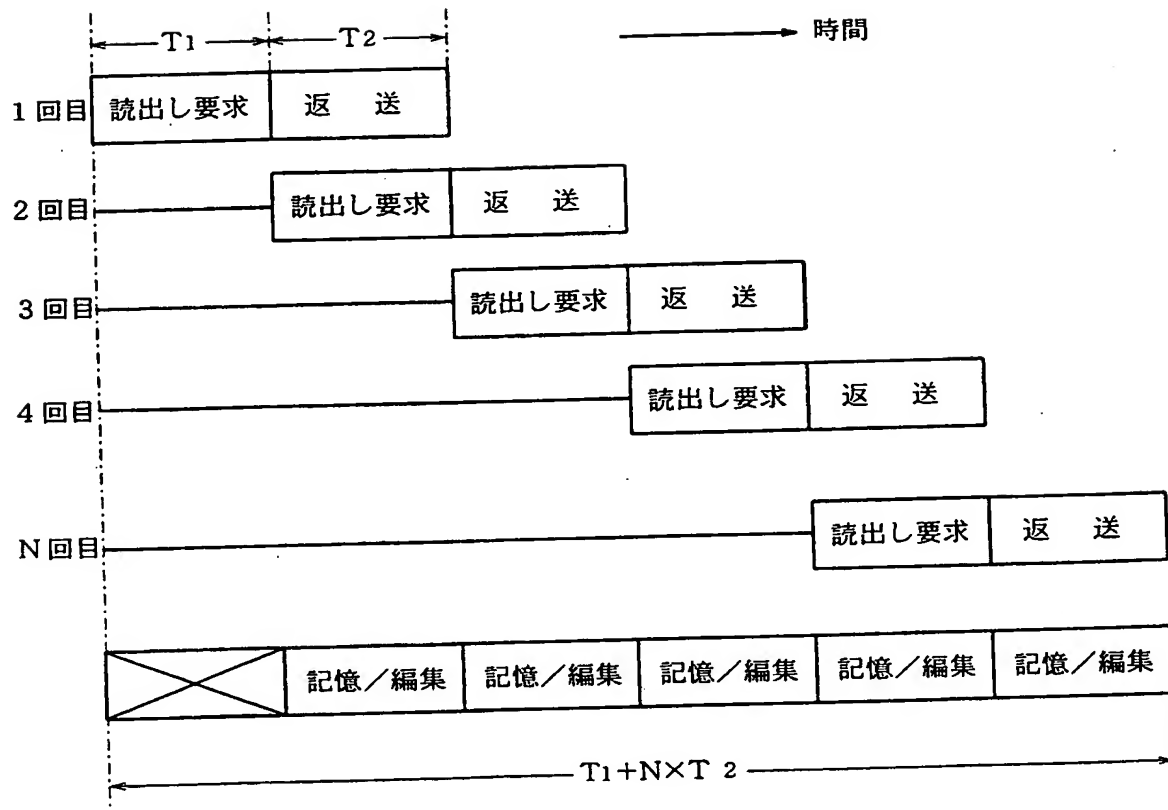 T1 T2 時間
1回目 読出し要求 返 送
2回目 読出し要求 返 送
3回目 読出し要求 返 送
4回目 読出し要求 返 送
N回目 読出し要求 返 送
記憶／編集 記憶／編集 記憶／編集 記憶／編集 記憶／編集
T1+N×T 2